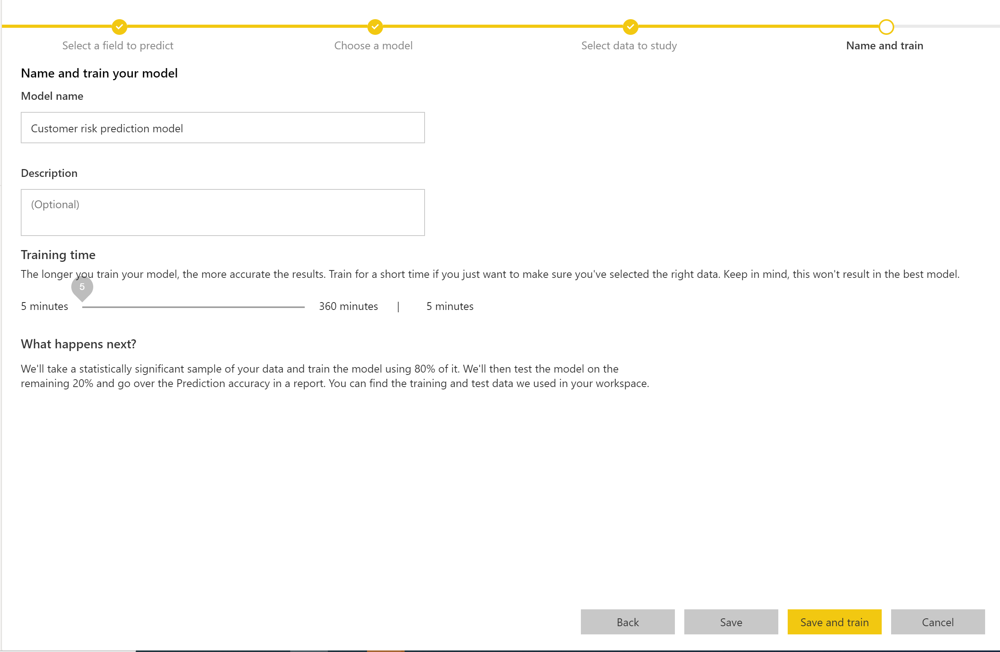 Select a field to predict
Choose a model
Select data to study
Name and train
Name and train your model
Model name
Customer risk prediction model
Description
(Optional)
Training time
The longer you train your model, the more accurate the results. Train for a short time if you just want to make sure you've selected the right data. Keep in mind, this won't result in the best model.
5
5 minutes
360 minutes
|
5 minutes
What happens next?
We'll take a statistically significant sample of your data and train the model using 80% of it. We'll then test the model on the
remaining 20% and go over the Prediction accuracy in a report. You can find the training and test data we used in your workspace.
Back
Save
Save and train
Cancel